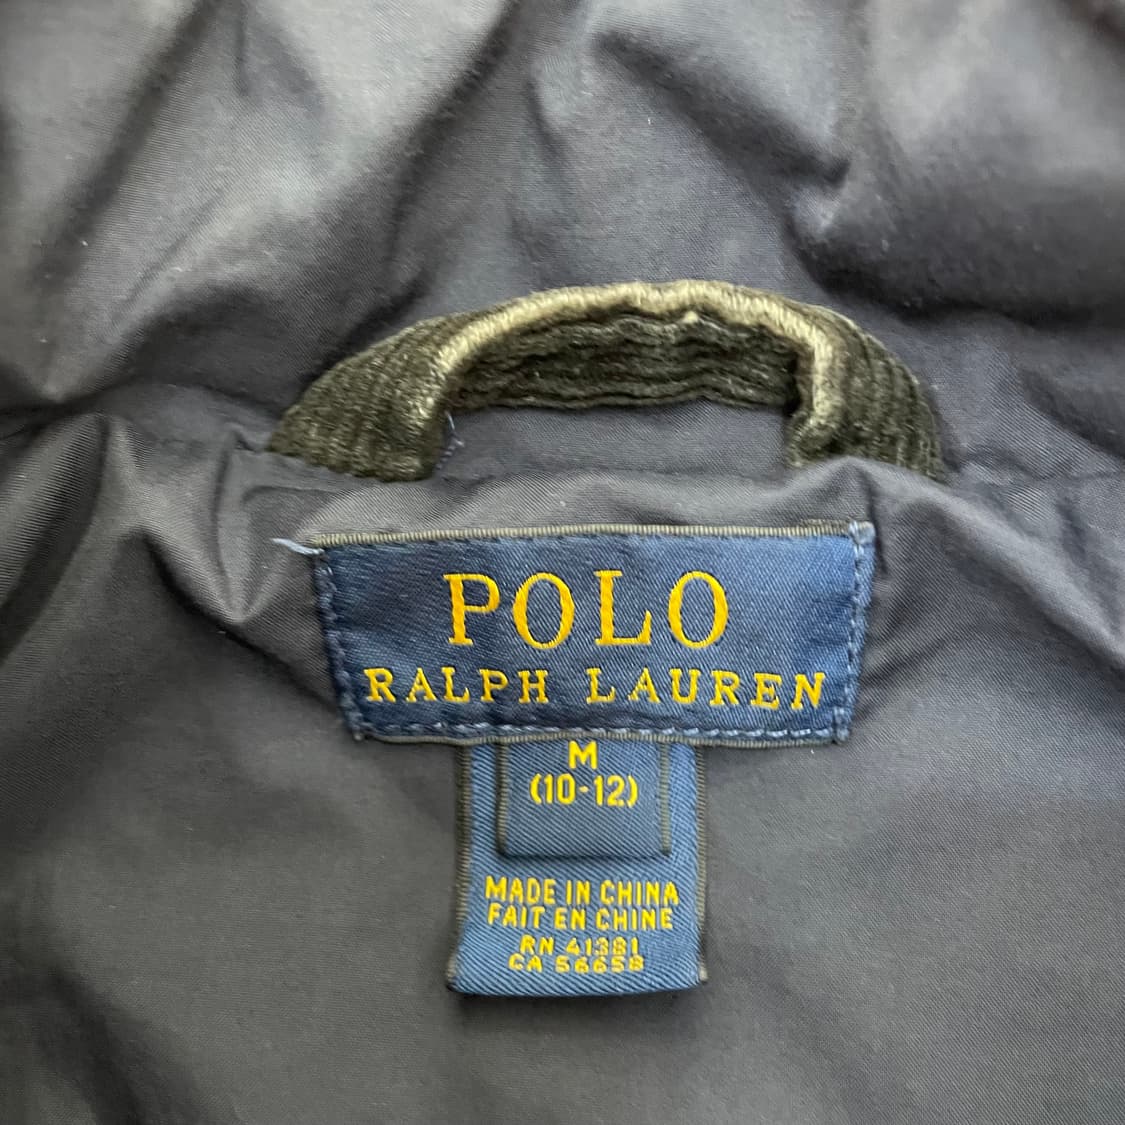 POLO
RALPH LAUREN
M
(10-12)
MADE IN CHINA
FAIT EN CHINE
RN 41381
CA 56658